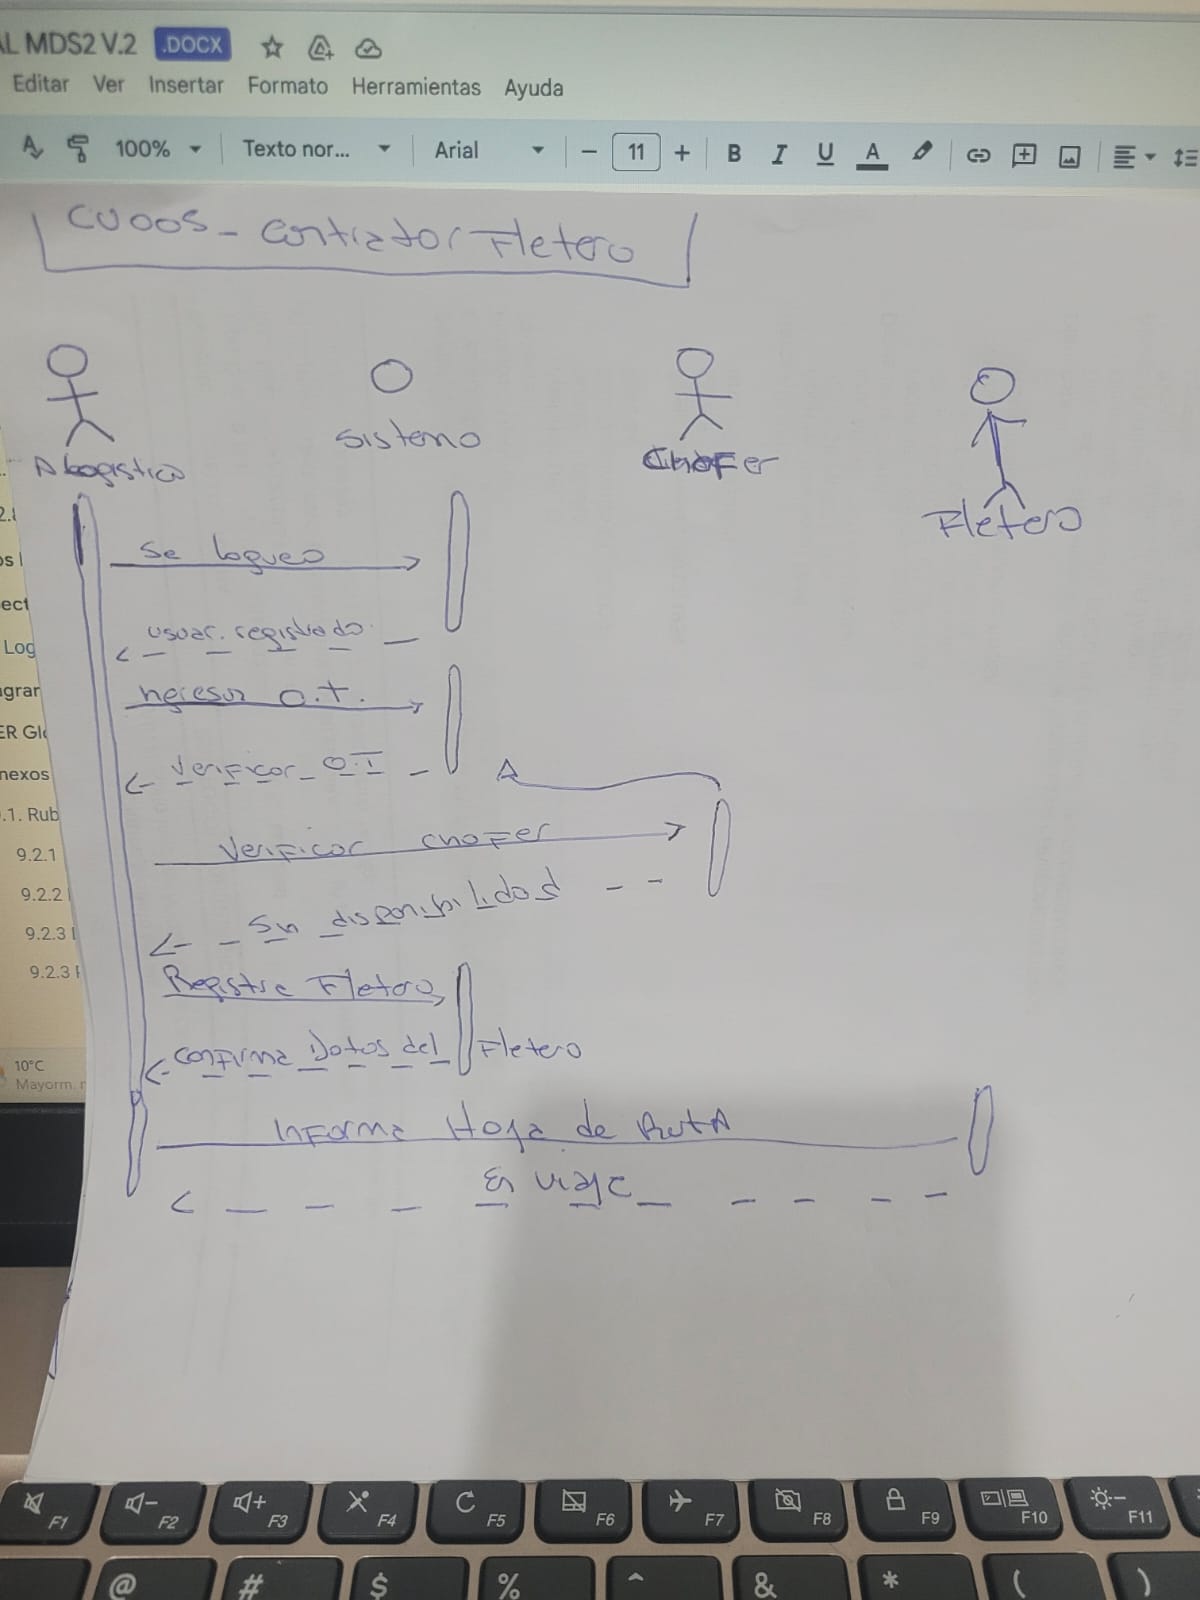 AL MDS2 V.2 .DOCX
Editar Ver Insertar Formato Herramientas Ayuda
100% Texto nor... Arial − 11 + B I U A
CU005 - Contratar Fletero
A Logistica
Sistema
Chofer
Fletero
Se loguea
usuar. registrado
Ingresar O.T.
Verificar O.T
A
Verificar chofer
Sin disponibilidad
Registra Fletero
Confirma Datos del Fletero
Informa Hoja de RutA
En viaje
2.8
os l
ect
Log
agrar
ER Glo
nexos
9.1. Rub
9.2.1
9.2.2
9.2.3 l
9.2.3 F
10°C
Mayorm. n
F1 F2 F3 F4 F5 F6 F7 F8 F9 F10 F11
@ # $ % ^ & * ( )